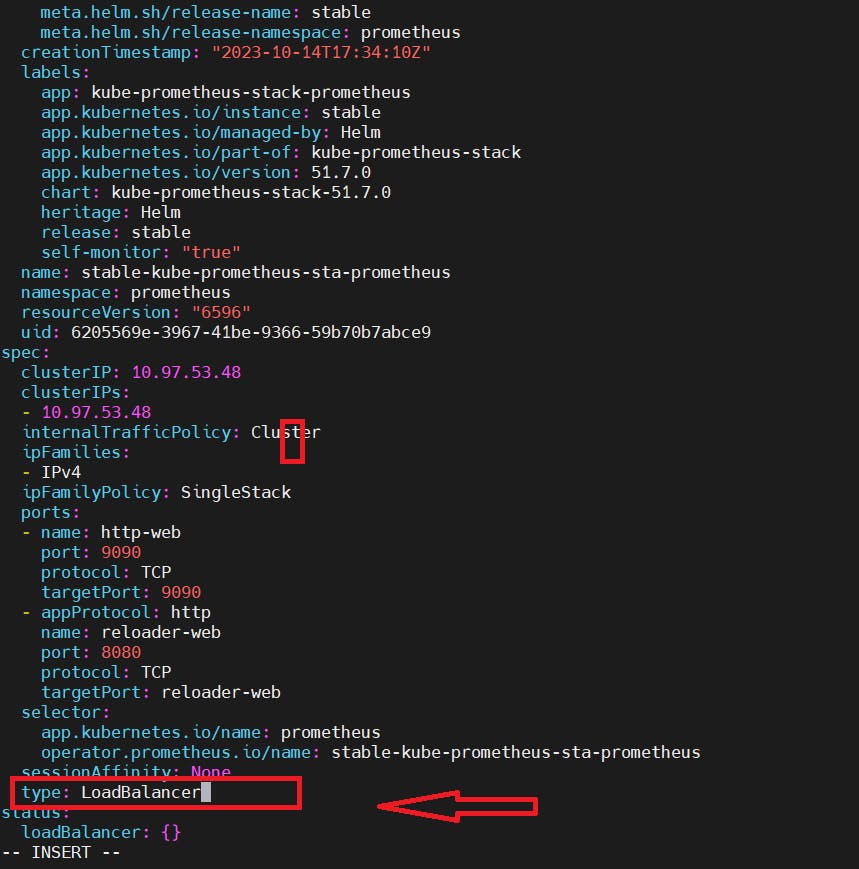 meta.helm.sh/release-name: stable
    meta.helm.sh/release-namespace: prometheus
  creationTimestamp: "2023-10-14T17:34:10Z"
  labels:
    app: kube-prometheus-stack-prometheus
    app.kubernetes.io/instance: stable
    app.kubernetes.io/managed-by: Helm
    app.kubernetes.io/part-of: kube-prometheus-stack
    app.kubernetes.io/version: 51.7.0
    chart: kube-prometheus-stack-51.7.0
    heritage: Helm
    release: stable
    self-monitor: "true"
  name: stable-kube-prometheus-sta-prometheus
  namespace: prometheus
  resourceVersion: "6596"
  uid: 6205569e-3967-41be-9366-59b70b7abce9
spec:
  clusterIP: 10.97.53.48
  clusterIPs:
  - 10.97.53.48
  internalTrafficPolicy: Cluster
  ipFamilies:
  - IPv4
  ipFamilyPolicy: SingleStack
  ports:
  - name: http-web
    port: 9090
    protocol: TCP
    targetPort: 9090
  - appProtocol: http
    name: reloader-web
    port: 8080
    protocol: TCP
    targetPort: reloader-web
  selector:
    app.kubernetes.io/name: prometheus
    operator.prometheus.io/name: stable-kube-prometheus-sta-prometheus
  sessionAffinity: None
  type: LoadBalancer
status:
  loadBalancer: {}
-- INSERT --